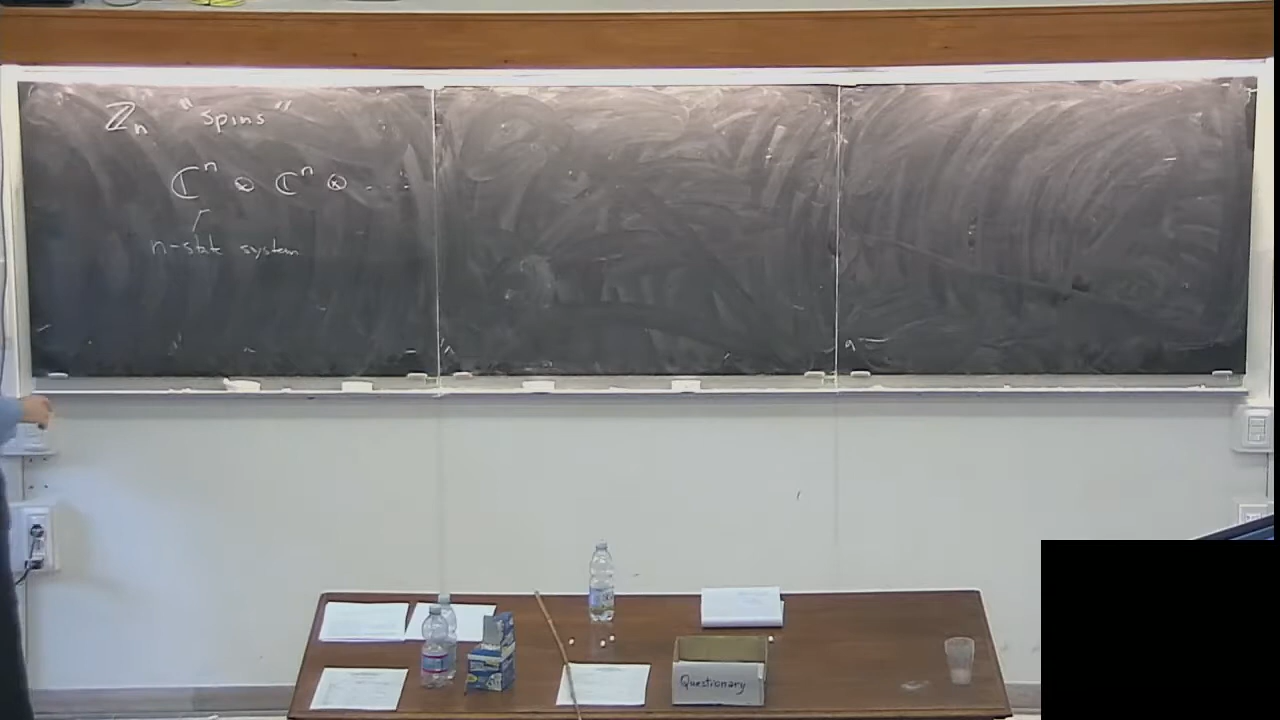 ℤₙ "Spins"
ℂⁿ ⊗ ℂⁿ ⊗ ....
n-state system
Questionary